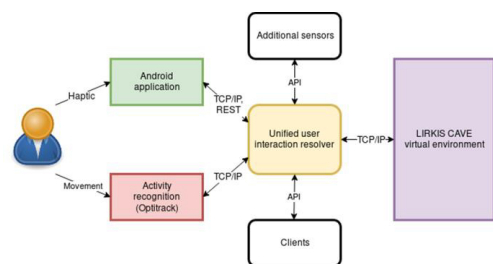 Additional sensors
Android
application
Haptic
API
TCP/IP,
REST
Unified user
interaction resolver
TCP/IP
LIRKIS CAVE
virtual environment
Movement
Activity
recognition
(Optitrack)
TCP/IP
API
Clients